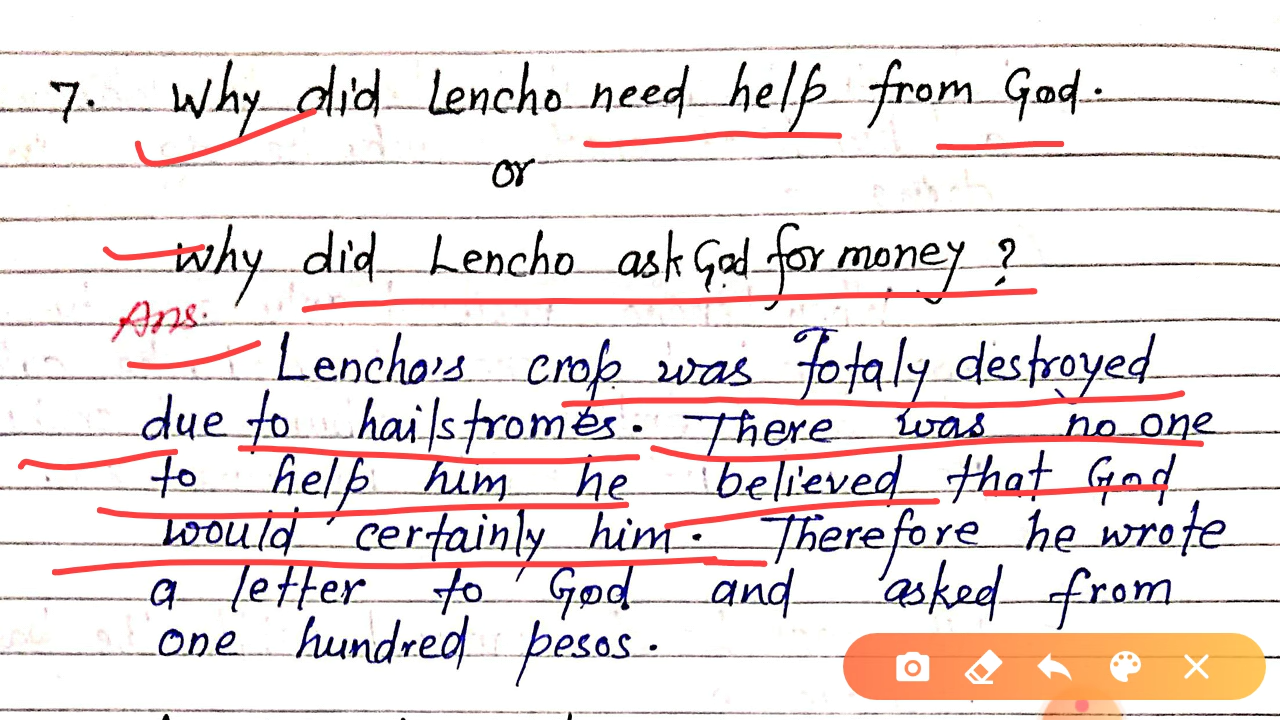 7. Why did Lencho need help from God.
or
Why did Lencho ask God for money?
Ans.
Lencho's crop was totaly destroyed
due to hailstromes. There was no one
to help him he believed that God
would certainly him. Therefore he wrote
a letter to God and asked from
one hundred pesos.